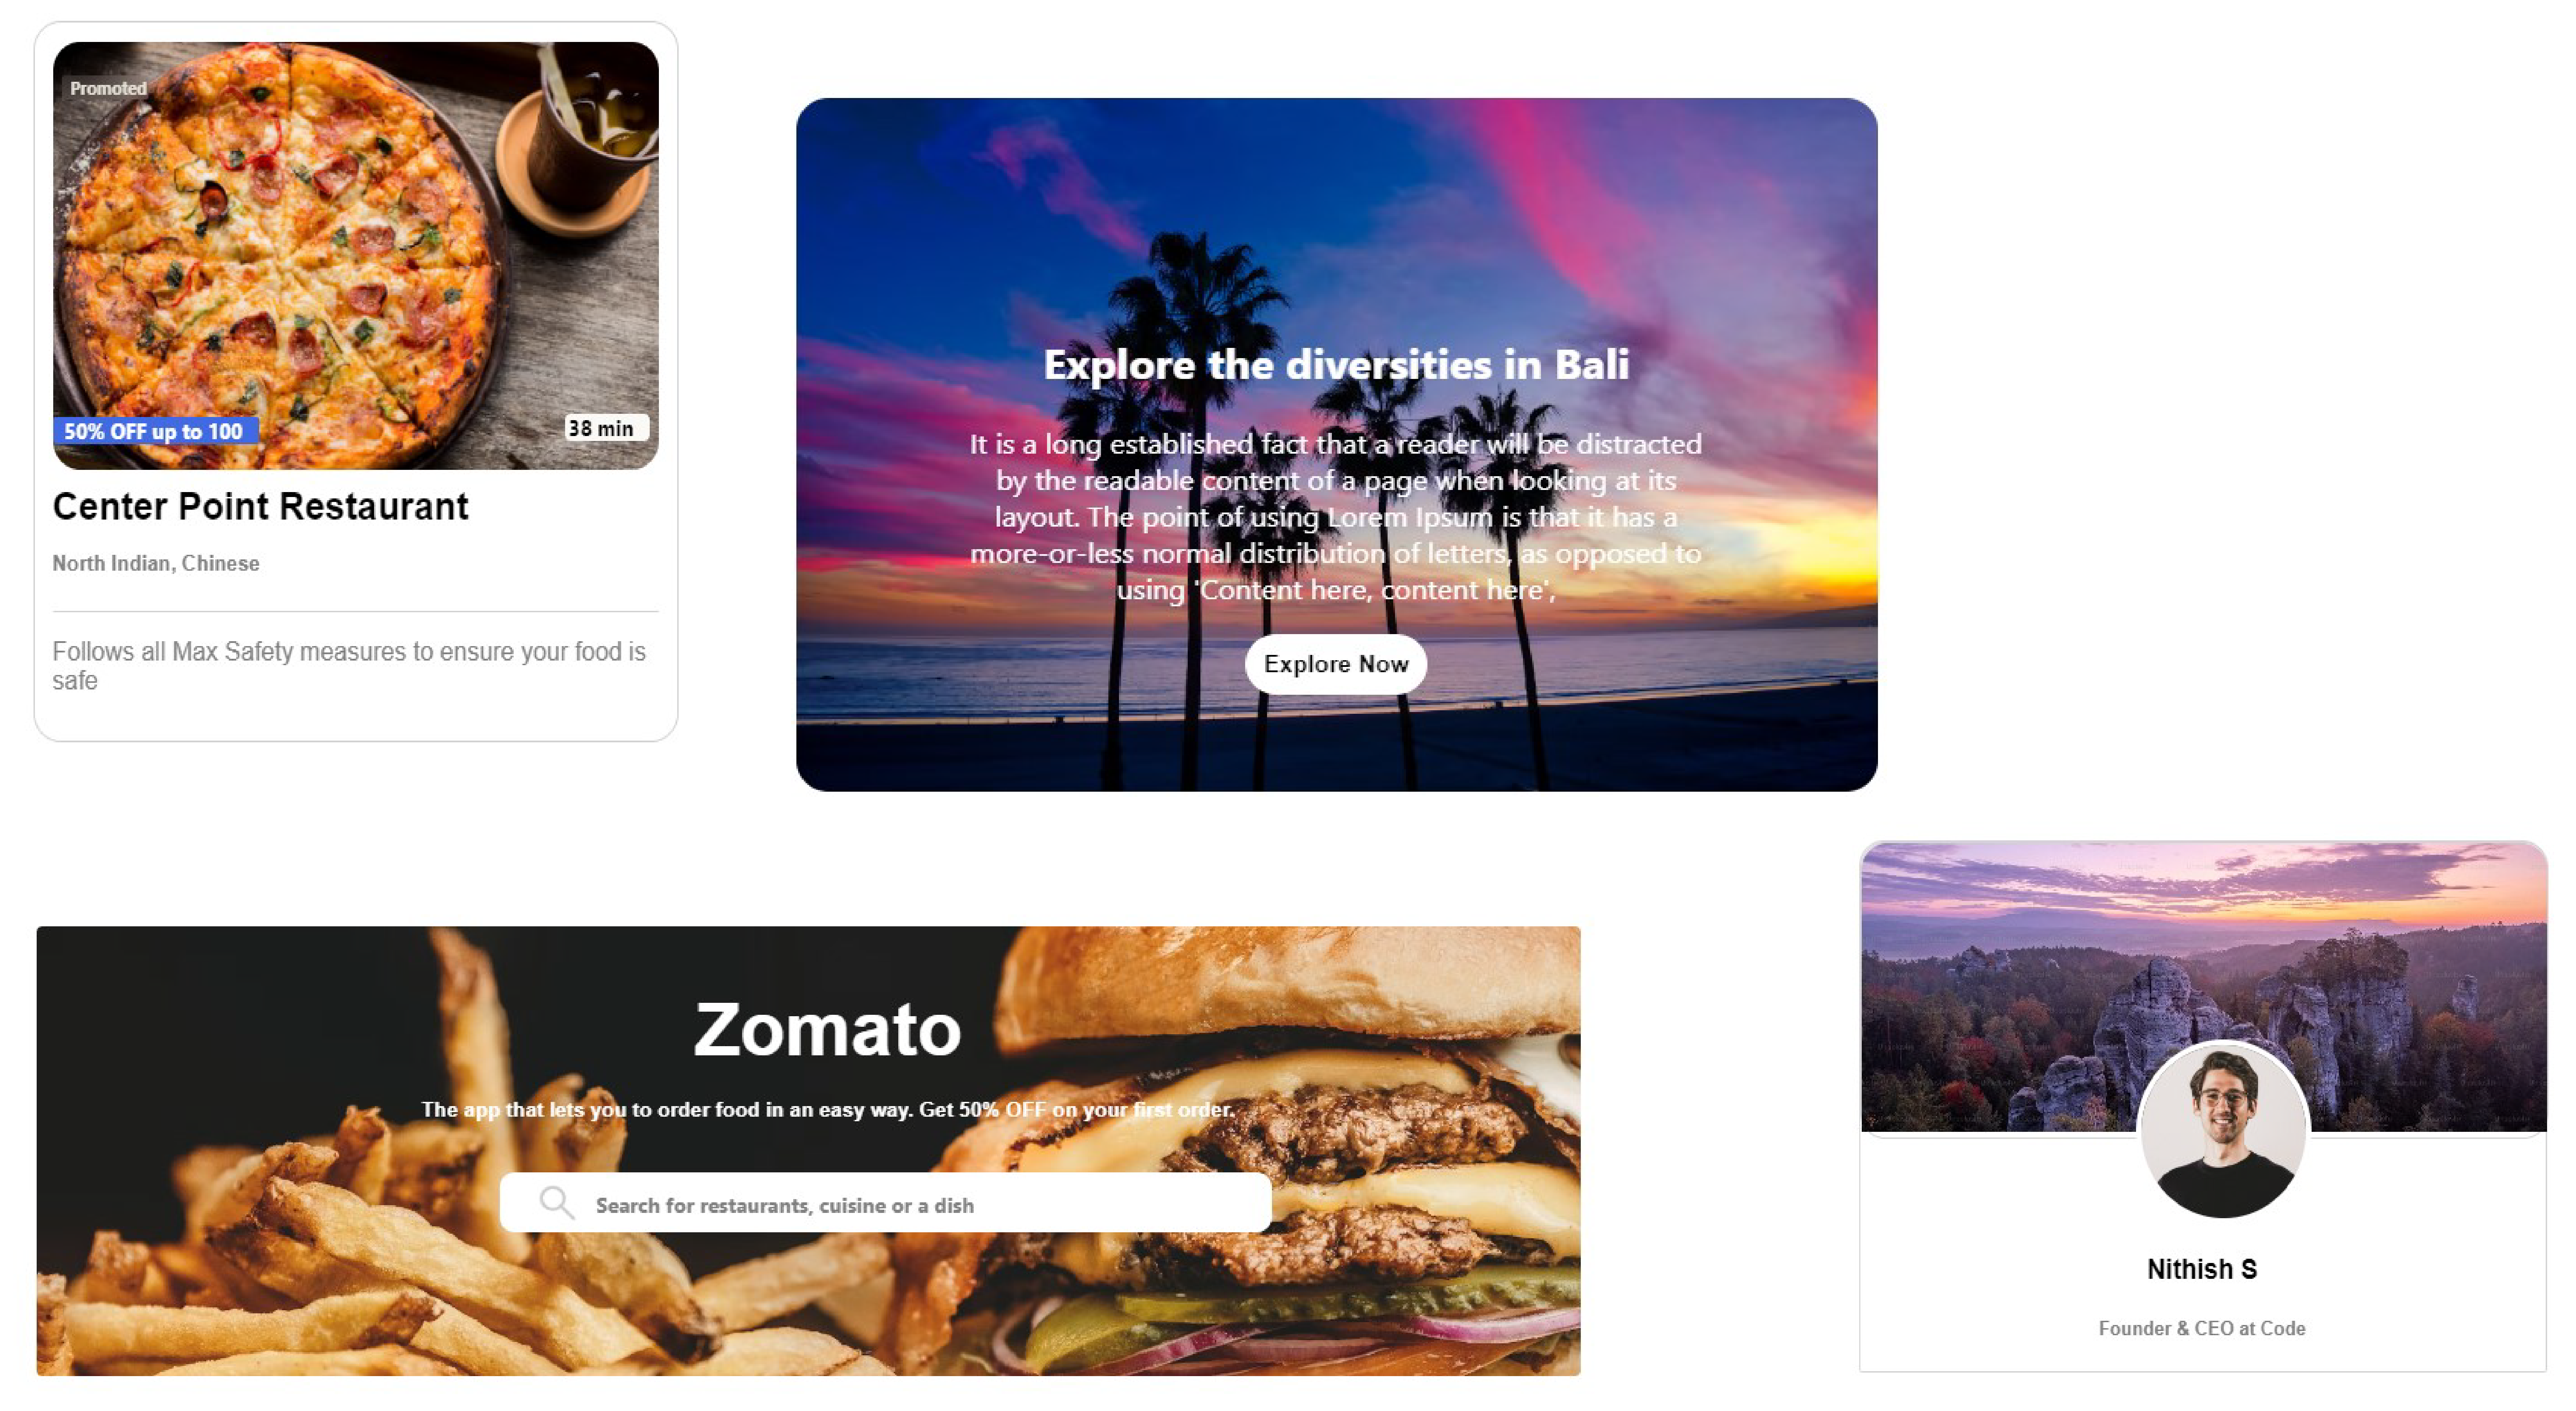 Promoted
50% OFF up to 100
38 min
Center Point Restaurant
North Indian, Chinese
Follows all Max Safety measures to ensure your food is
safe
Explore the diversities in Bali
It is a long established fact that a reader will be distracted
by the readable content of a page when looking at its
layout. The point of using Lorem Ipsum is that it has a
more-or-less normal distribution of letters, as opposed to
using 'Content here, content here',
Explore Now
Zomato
The app that lets you to order food in an easy way. Get 50% OFF on your first order.
Search for restaurants, cuisine or a dish
Nithish S
Founder & CEO at Code